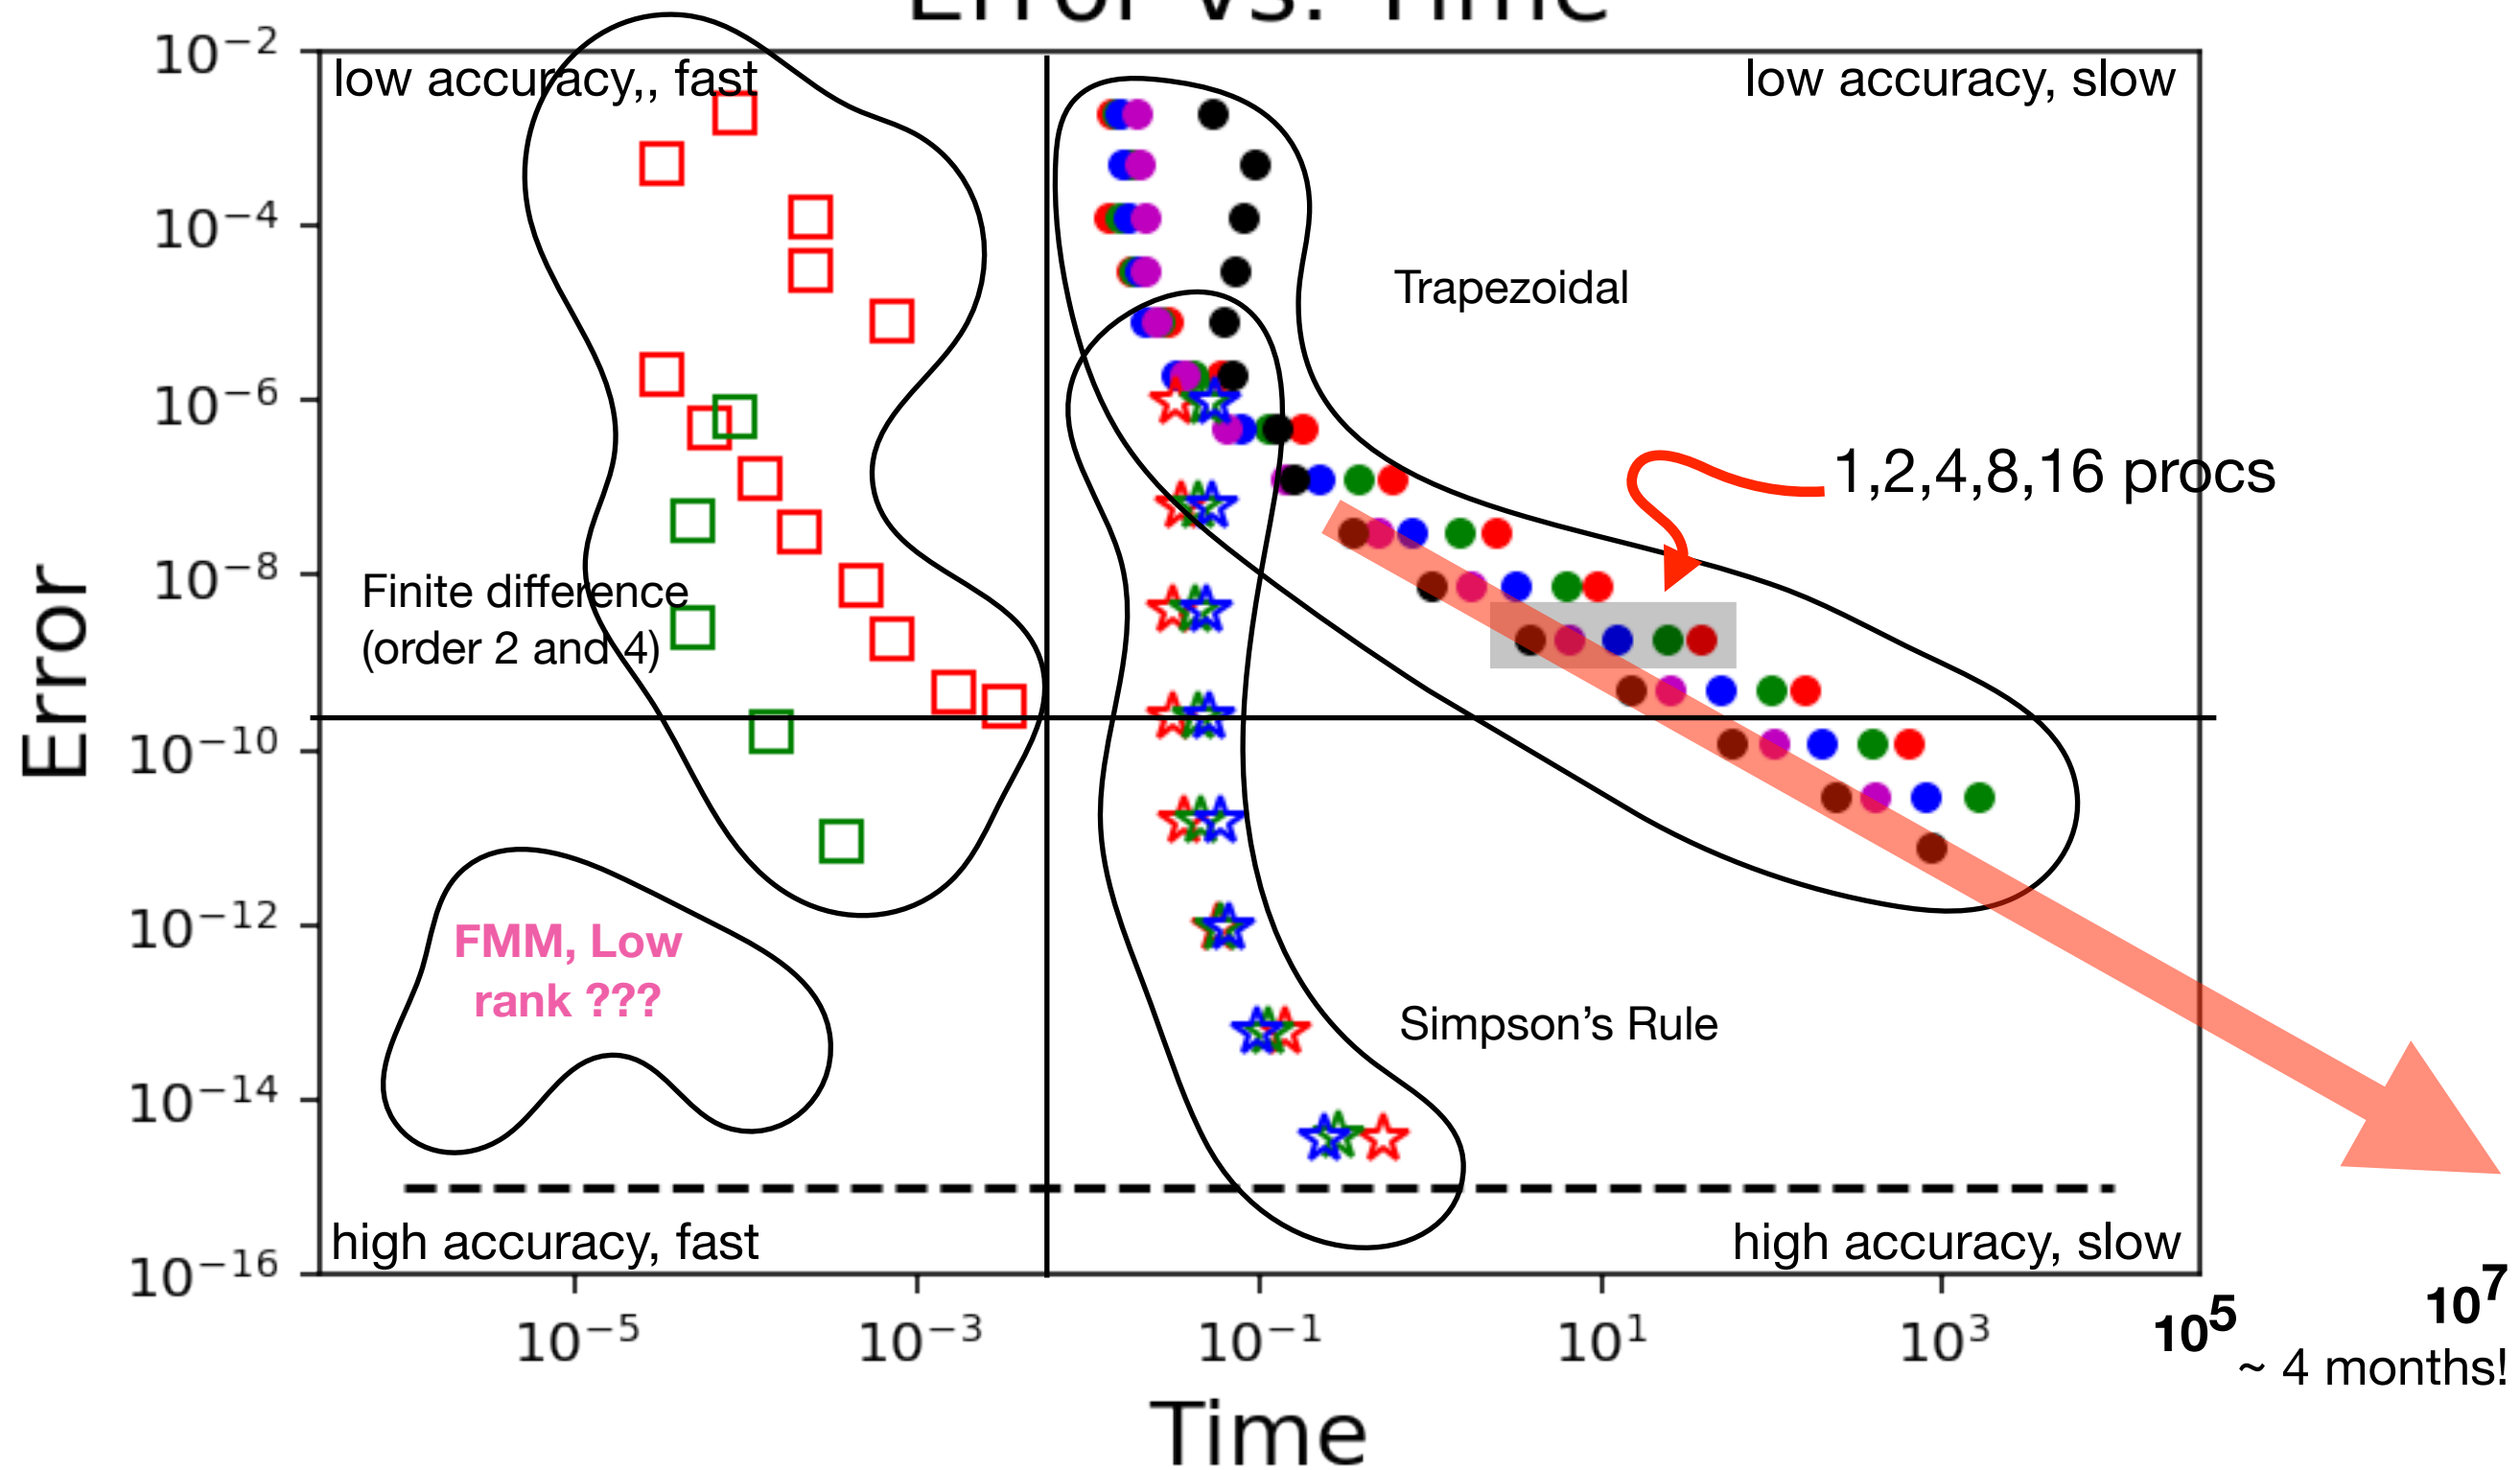 Error vs. Time
10⁻²
low accuracy,, fast
low accuracy, slow
10⁻⁴
Trapezoidal
10⁻⁶
1,2,4,8,16 procs
10⁻⁸
Finite difference
(order 2 and 4)
Error
10⁻¹⁰
10⁻¹²
FMM, Low
rank ???
Simpson’s Rule
10⁻¹⁴
high accuracy, fast
high accuracy, slow
10⁻¹⁶
10⁻⁵
10⁻³
10⁻¹
10¹
10³
10⁵
10⁷
~ 4 months!
Time